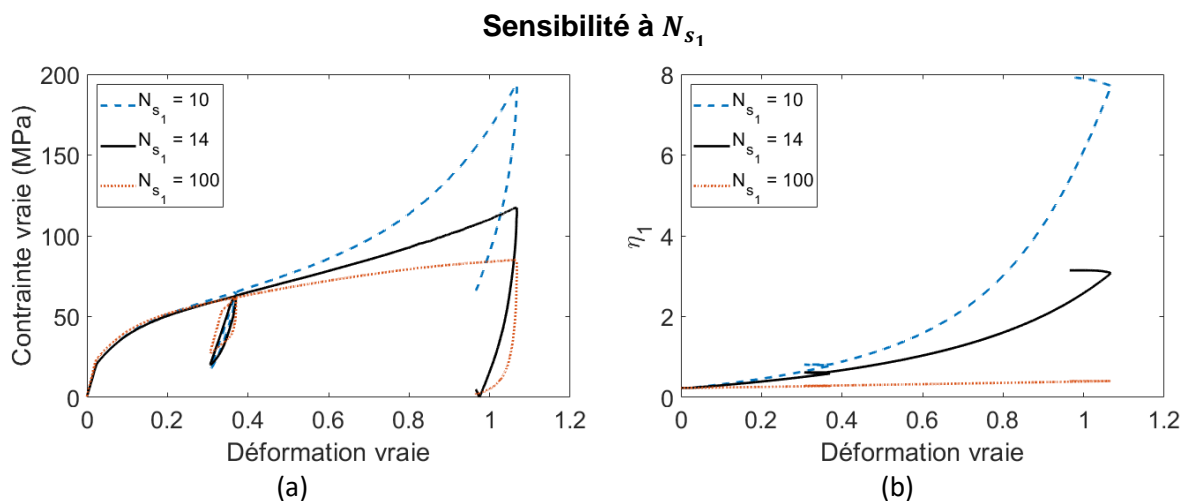 Sensibilité à N_{s_1}
Contrainte vraie (MPa)
200
150
100
50
0
N_{s_1} = 10
N_{s_1} = 14
N_{s_1} = 100
0 0.2 0.4 0.6 0.8 1 1.2
Déformation vraie
(a)
η_1
8
6
4
2
0
N_{s_1} = 10
N_{s_1} = 14
N_{s_1} = 100
0 0.2 0.4 0.6 0.8 1 1.2
Déformation vraie
(b)